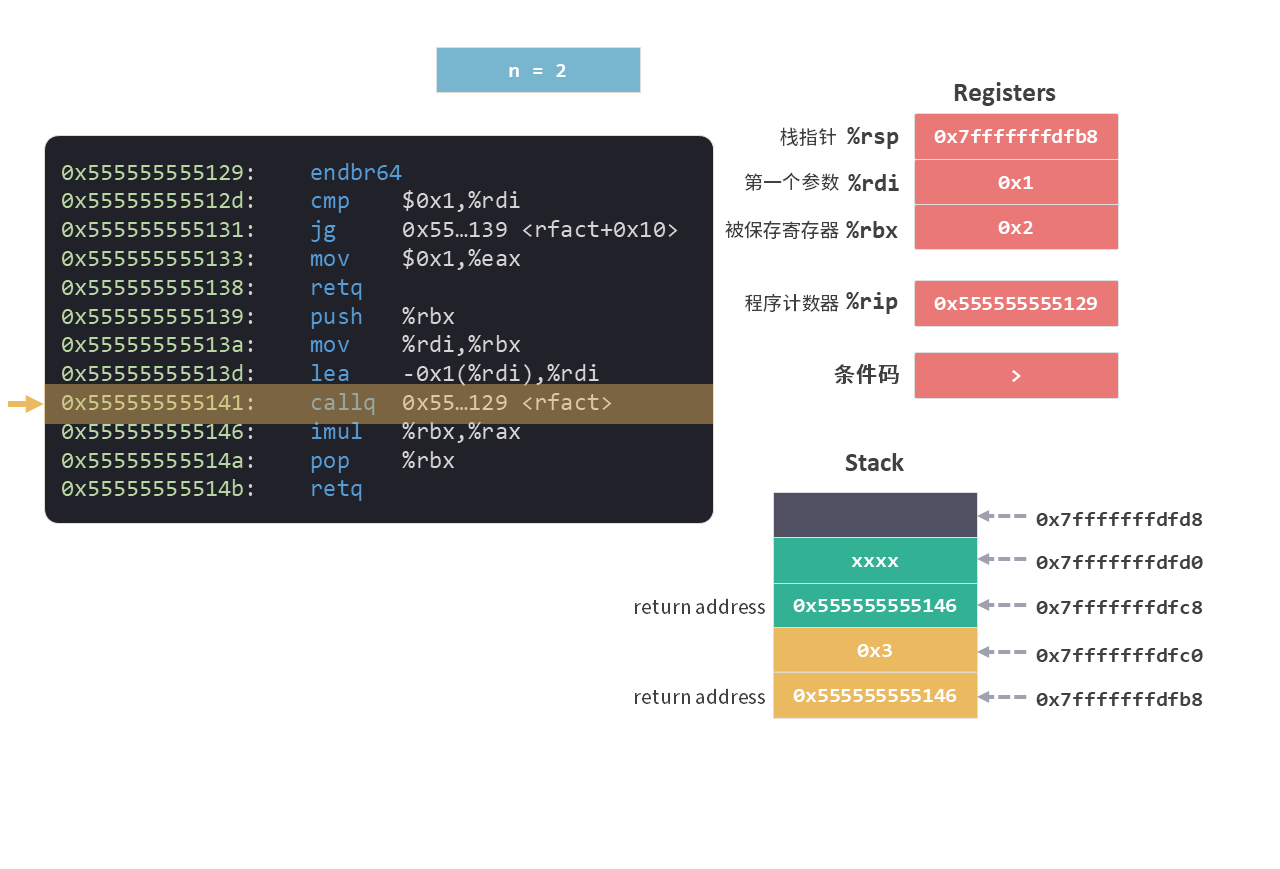 n = 2
Registers
栈指针 %rsp 0x7fffffffdfb8
第一个参数 %rdi 0x1
被保存寄存器 %rbx 0x2
程序计数器 %rip 0x555555555129
条件码 >
0x555555555129: endbr64
0x55555555512d: cmp $0x1,%rdi
0x555555555131: jg 0x55…139 <rfact+0x10>
0x555555555133: mov $0x1,%eax
0x555555555138: retq
0x555555555139: push %rbx
0x55555555513a: mov %rdi,%rbx
0x55555555513d: lea -0x1(%rdi),%rdi
0x555555555141: callq 0x55…129 <rfact>
0x555555555146: imul %rbx,%rax
0x55555555514a: pop %rbx
0x55555555514b: retq
Stack
0x7fffffffdfd8
xxxx 0x7fffffffdfd0
return address 0x555555555146 0x7fffffffdfc8
0x3 0x7fffffffdfc0
return address 0x555555555146 0x7fffffffdfb8